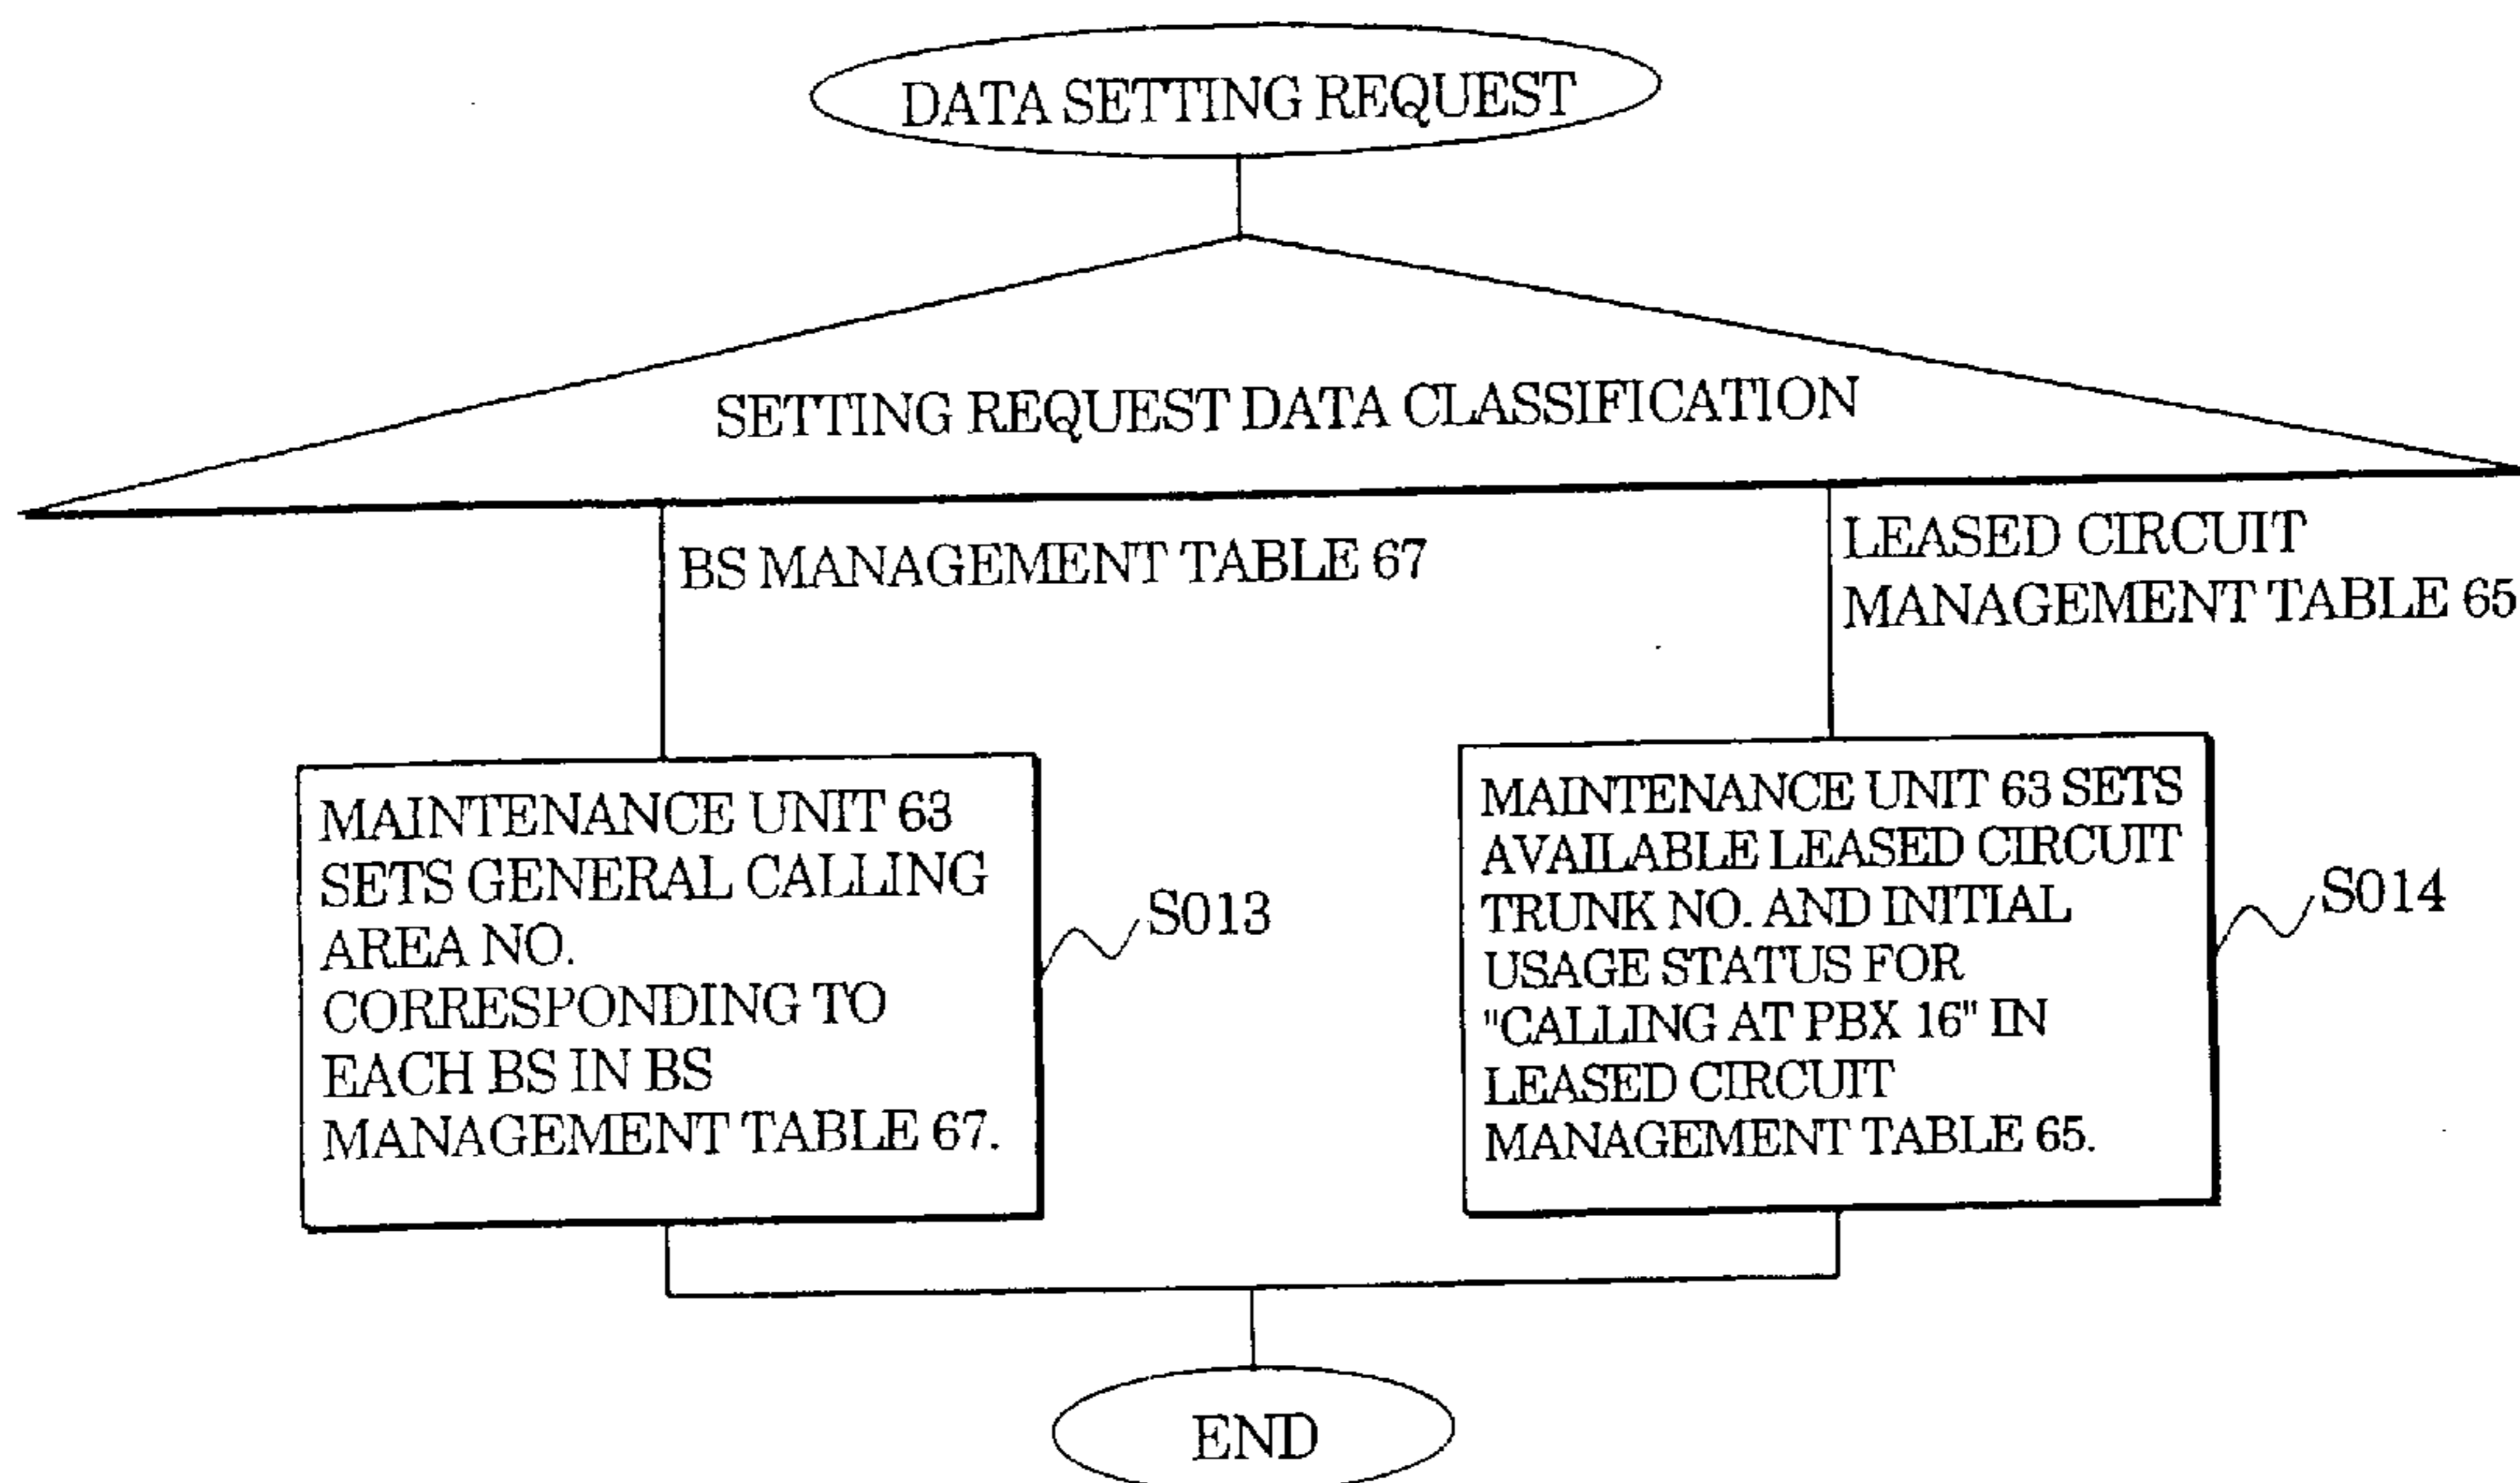 DATA SETTING REQUEST
SETTING REQUEST DATA CLASSIFICATION
BS MANAGEMENT TABLE 67
LEASED CIRCUIT
MANAGEMENT TABLE 65
MAINTENANCE UNIT 63
SETS GENERAL CALLING
AREA NO.
CORRESPONDING TO
EACH BS IN BS
MANAGEMENT TABLE 67.
S013
MAINTENANCE UNIT 63 SETS
AVAILABLE LEASED CIRCUIT
TRUNK NO. AND INITIAL
USAGE STATUS FOR
"CALLING AT PBX 16" IN
LEASED CIRCUIT
MANAGEMENT TABLE 65.
S014
END